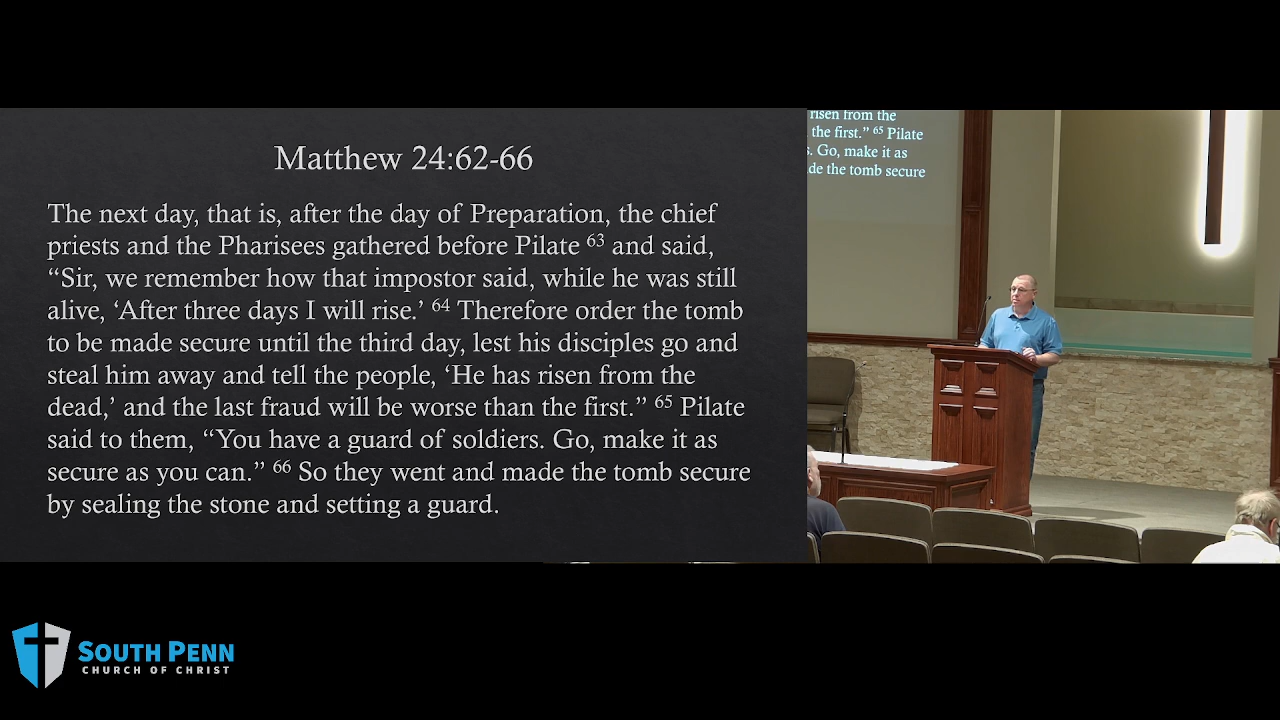 Matthew 24:62-66
The next day, that is, after the day of Preparation, the chief
priests and the Pharisees gathered before Pilate ⁶³ and said,
“Sir, we remember how that impostor said, while he was still
alive, ‘After three days I will rise.’ ⁶⁴ Therefore order the tomb
to be made secure until the third day, lest his disciples go and
steal him away and tell the people, ‘He has risen from the
dead,’ and the last fraud will be worse than the first.” ⁶⁵ Pilate
said to them, “You have a guard of soldiers. Go, make it as
secure as you can.” ⁶⁶ So they went and made the tomb secure
by sealing the stone and setting a guard.
risen from the
the first.” ⁶⁵ Pilate
. Go, make it as
de the tomb secure
SOUTH PENN
CHURCH OF CHRIST